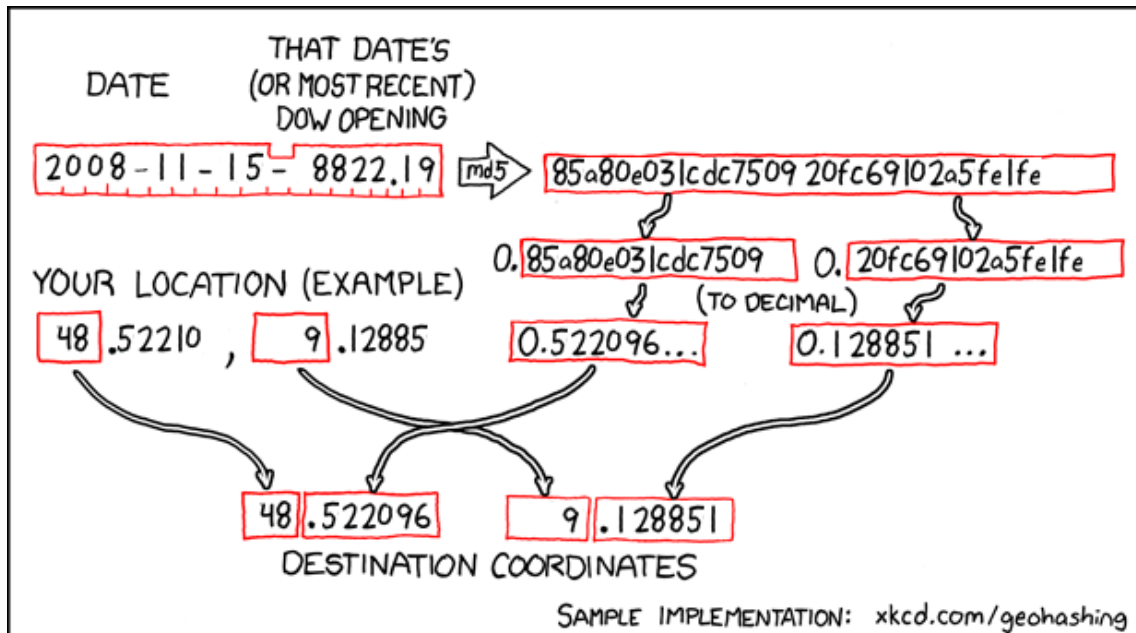 THAT DATE'S
DATE (OR MOST RECENT)
DOW OPENING
2008-11-15- 8822.19 md5 85a80e031cdc7509 20fc69102a5fe1fe
0. 85a80e031cdc7509 0. 20fc69102a5fe1fe
YOUR LOCATION (EXAMPLE) (TO DECIMAL)
48 .52210 , 9 .12885 0.522096... 0.128851 ...
48 .522096 9 .128851
DESTINATION COORDINATES
SAMPLE IMPLEMENTATION: xkcd.com/geohashing